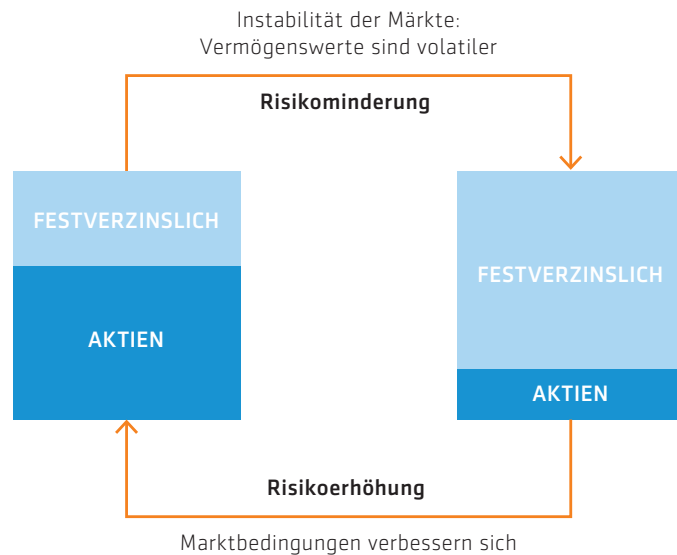 Instabilität der Märkte:
Vermögenswerte sind volatiler
Risikominderung
FESTVERZINSLICH
AKTIEN
FESTVERZINSLICH
AKTIEN
Risikoerhöhung
Marktbedingungen verbessern sich